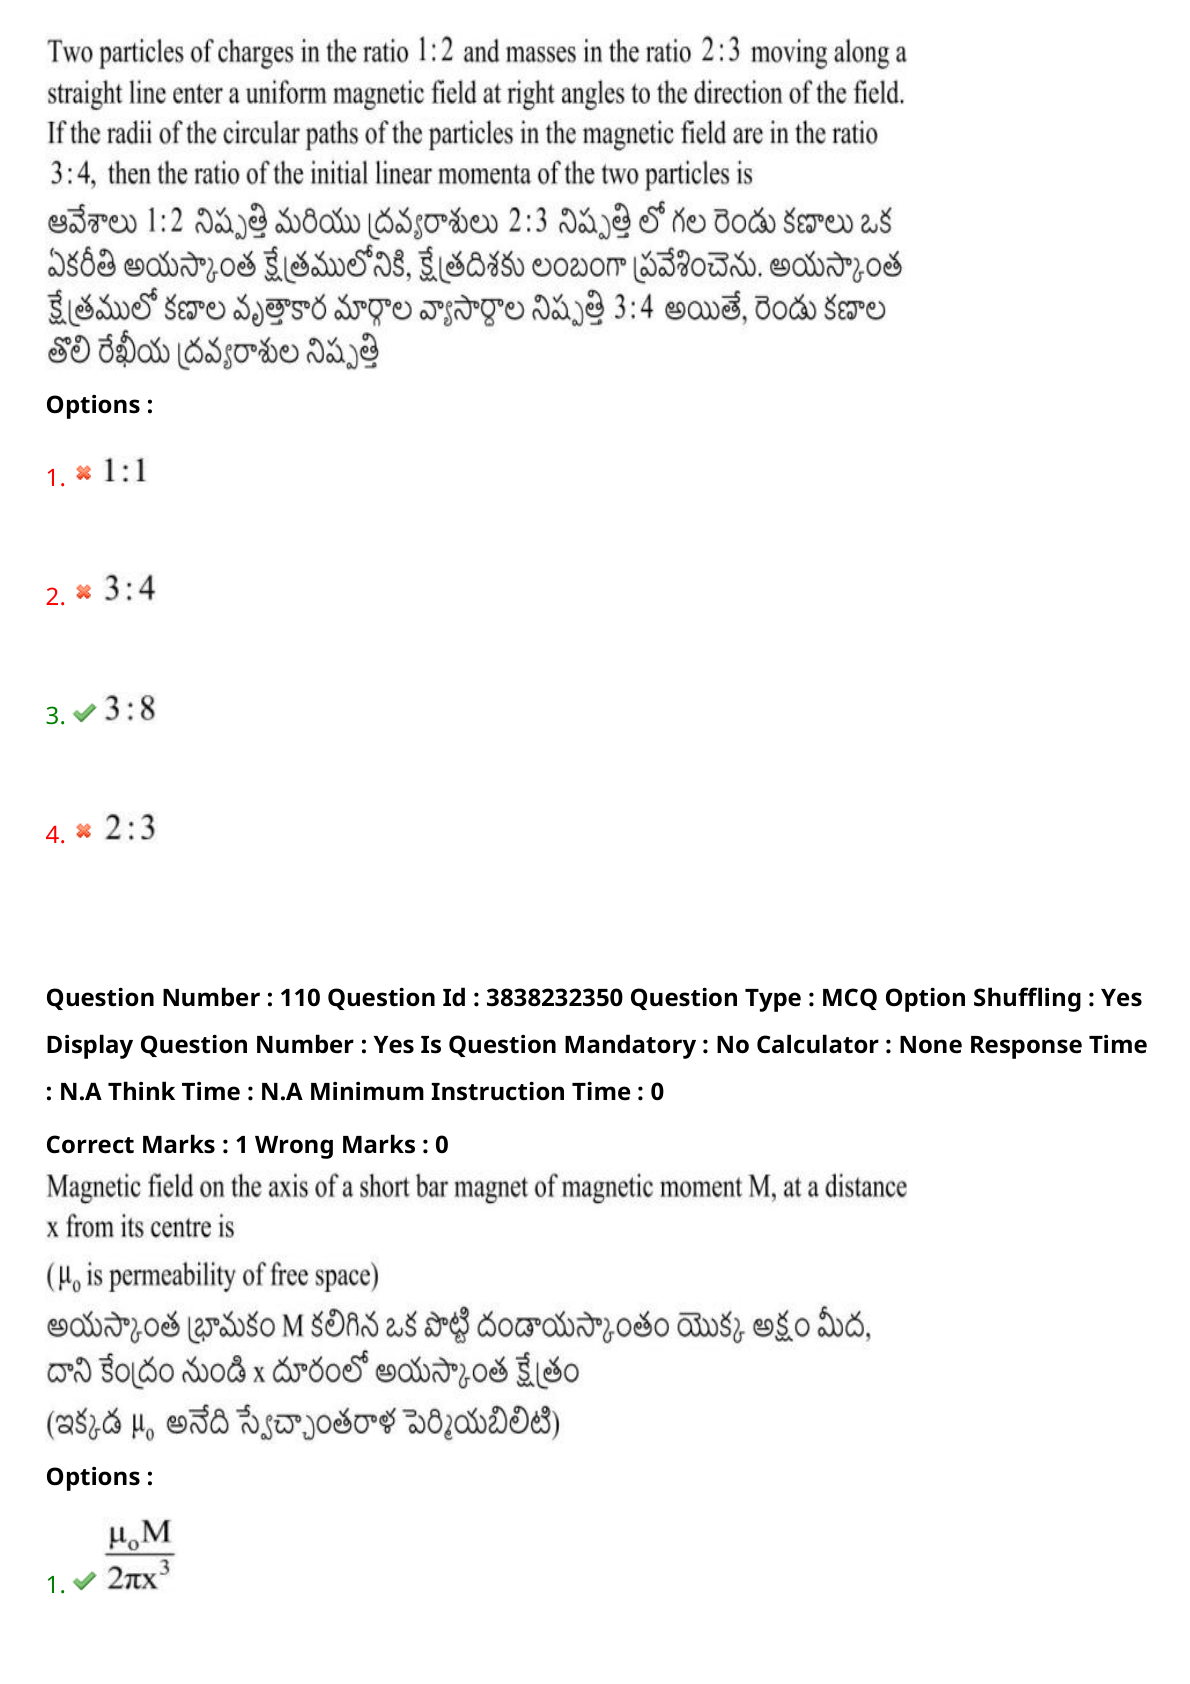 Two particles of charges in the ratio 1:2 and masses in the ratio 2:3 moving along a
straight line enter a uniform magnetic field at right angles to the direction of the field.
If the radii of the circular paths of the particles in the magnetic field are in the ratio
3:4, then the ratio of the initial linear momenta of the two particles is
ఆవేశాలు 1:2 నిష్పత్తి మరియు ద్రవ్యరాశులు 2:3 నిష్పత్తి లో గల రెండు కణాలు ఒక
ఏకరీతి అయస్కాంత క్షేత్రములోనికి, క్షేత్రదిశకు లంబంగా ప్రవేశించెను. అయస్కాంత
క్షేత్రములో కణాల వృత్తాకార మార్గాల వ్యాసార్ధాల నిష్పత్తి 3:4 అయితే, రెండు కణాల
తొలి రేఖీయ ద్రవ్యరాశుల నిష్పత్తి
Options :
1. 1:1
2. 3:4
3. 3:8
4. 2:3
Question Number : 110 Question Id : 3838232350 Question Type : MCQ Option Shuffling : Yes
Display Question Number : Yes Is Question Mandatory : No Calculator : None Response Time
: N.A Think Time : N.A Minimum Instruction Time : 0
Correct Marks : 1 Wrong Marks : 0
Magnetic field on the axis of a short bar magnet of magnetic moment M, at a distance
x from its centre is
(μ₀ is permeability of free space)
అయస్కాంత భ్రామకం M కలిగిన ఒక పొట్టి దండాయస్కాంతం యొక్క అక్షం మీద,
దాని కేంద్రం నుండి x దూరంలో అయస్కాంత క్షేత్రం
(ఇక్కడ μ₀ అనేది స్వేచ్ఛాంతరాళ పెర్మియబిలిటి)
Options :
1. μ₀M / 2πx³